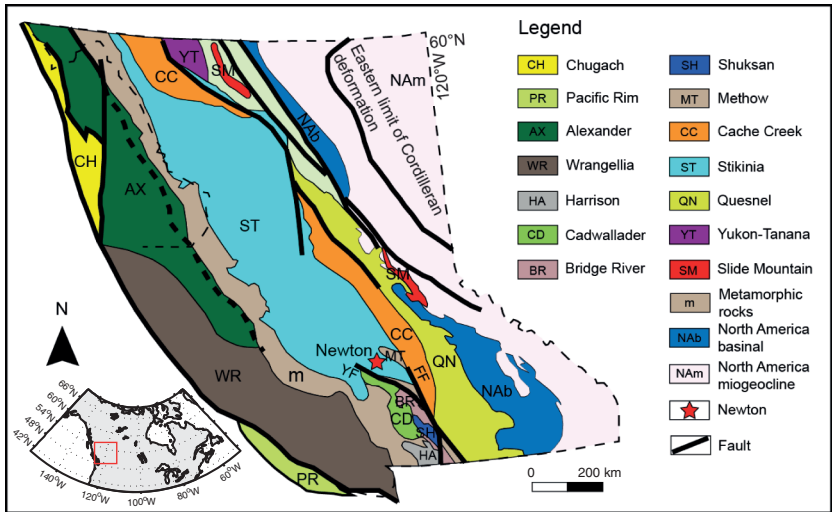 60°N
120°W
Eastern limit of Cordilleran
deformation
NAm
YT
SM
CC
NAb
CH
AX
ST
SM
N
Newton
MT
CC
QN
FF
YF
NAb
WR
m
BR
CD
SH
HA
PR
66°N
60°N
54°N
48°N
42°N
140°W
120°W
100°W
80°W
60°W
0 200 km
Legend
CH Chugach
PR Pacific Rim
AX Alexander
WR Wrangellia
HA Harrison
CD Cadwallader
BR Bridge River
SH Shuksan
MT Methow
CC Cache Creek
ST Stikinia
QN Quesnel
YT Yukon-Tanana
SM Slide Mountain
m Metamorphic
rocks
NAb North America
basinal
NAm North America
miogeocline
Newton
Fault